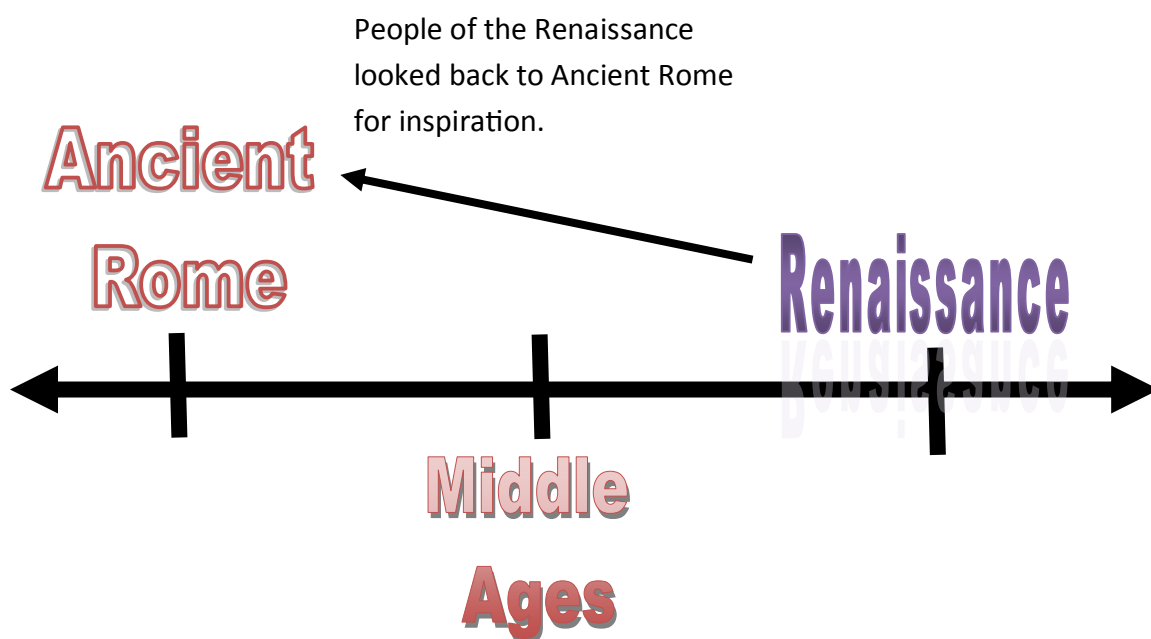 People of the Renaissance
looked back to Ancient Rome
for inspiration.
Ancient
Rome
Renaissance
Middle
Ages